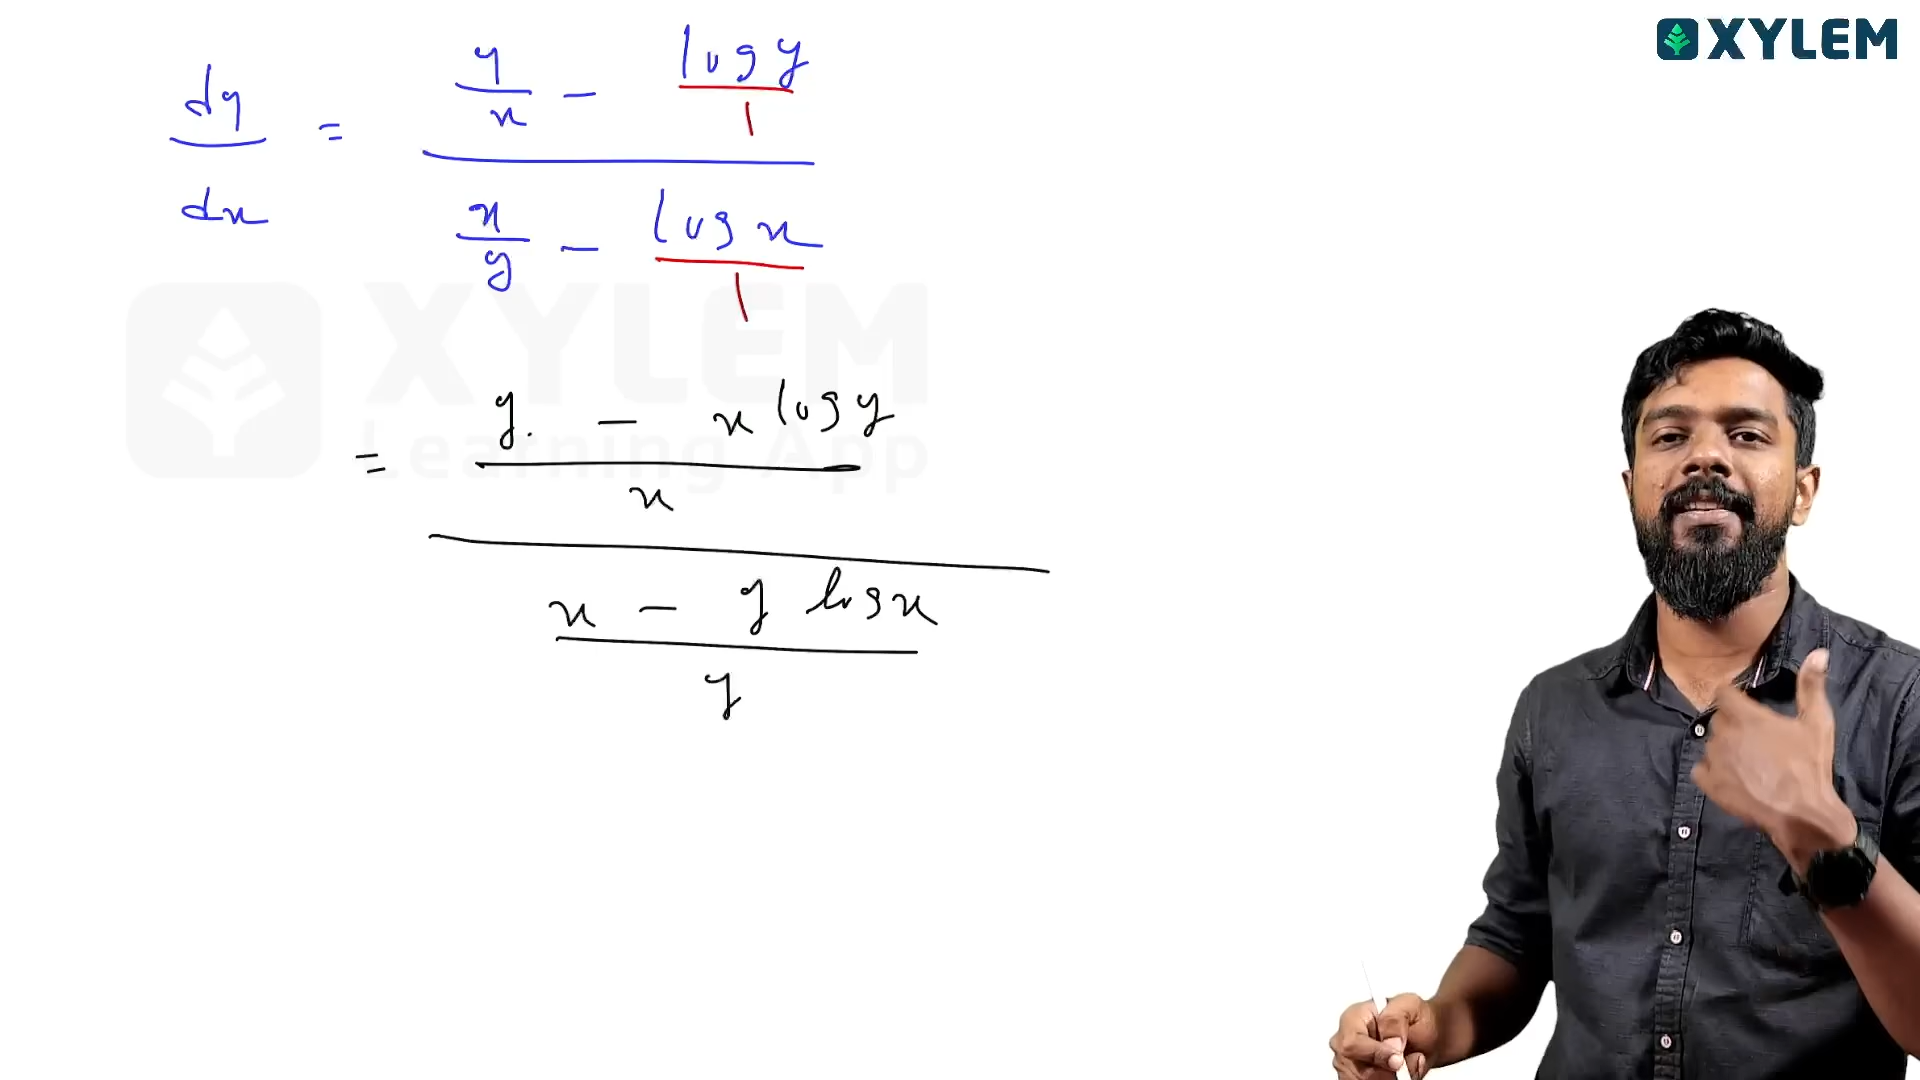 XYLEM
dy/dx = (y/x - log y/1) / (x/y - log x/1)
XYLEM
Learning App
= ((y. - x log y)/x) / ((x - y log x)/y)